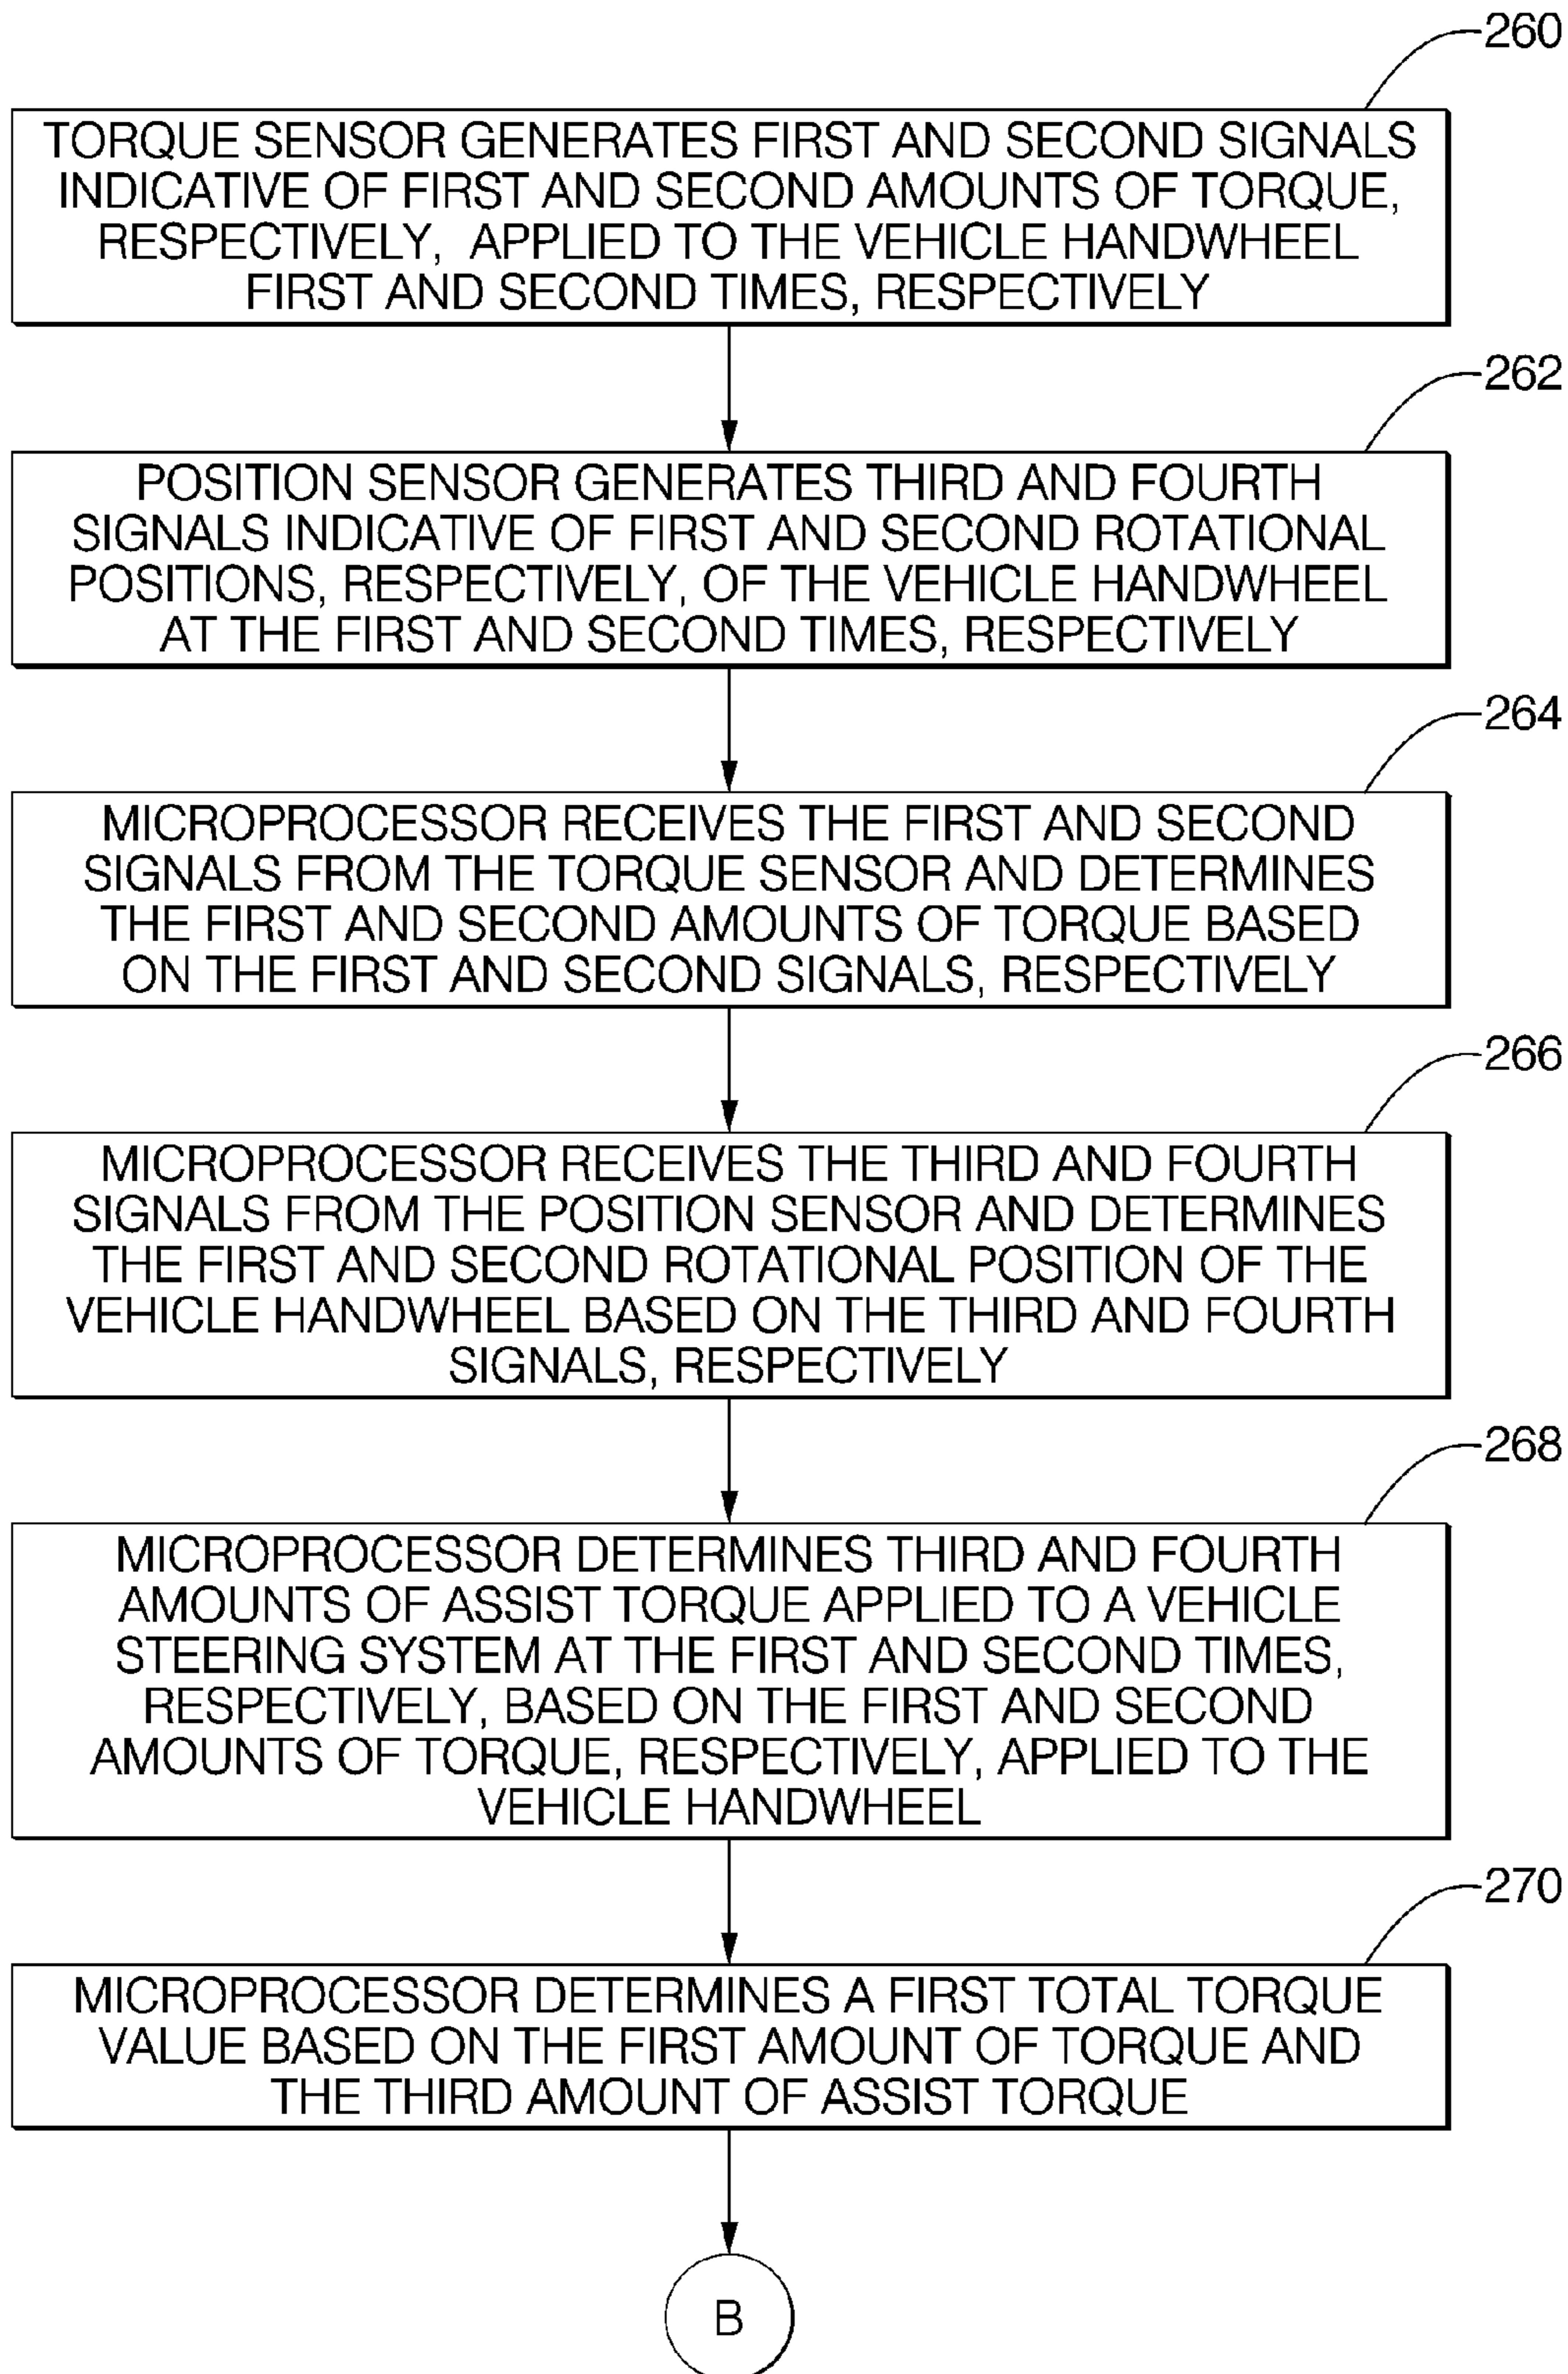 260
TORQUE SENSOR GENERATES FIRST AND SECOND SIGNALS
INDICATIVE OF FIRST AND SECOND AMOUNTS OF TORQUE,
RESPECTIVELY, APPLIED TO THE VEHICLE HANDWHEEL
FIRST AND SECOND TIMES, RESPECTIVELY
262
POSITION SENSOR GENERATES THIRD AND FOURTH
SIGNALS INDICATIVE OF FIRST AND SECOND ROTATIONAL
POSITIONS, RESPECTIVELY, OF THE VEHICLE HANDWHEEL
AT THE FIRST AND SECOND TIMES, RESPECTIVELY
264
MICROPROCESSOR RECEIVES THE FIRST AND SECOND
SIGNALS FROM THE TORQUE SENSOR AND DETERMINES
THE FIRST AND SECOND AMOUNTS OF TORQUE BASED
ON THE FIRST AND SECOND SIGNALS, RESPECTIVELY
266
MICROPROCESSOR RECEIVES THE THIRD AND FOURTH
SIGNALS FROM THE POSITION SENSOR AND DETERMINES
THE FIRST AND SECOND ROTATIONAL POSITION OF THE
VEHICLE HANDWHEEL BASED ON THE THIRD AND FOURTH
SIGNALS, RESPECTIVELY
268
MICROPROCESSOR DETERMINES THIRD AND FOURTH
AMOUNTS OF ASSIST TORQUE APPLIED TO A VEHICLE
STEERING SYSTEM AT THE FIRST AND SECOND TIMES,
RESPECTIVELY, BASED ON THE FIRST AND SECOND
AMOUNTS OF TORQUE, RESPECTIVELY, APPLIED TO THE
VEHICLE HANDWHEEL
270
MICROPROCESSOR DETERMINES A FIRST TOTAL TORQUE
VALUE BASED ON THE FIRST AMOUNT OF TORQUE AND
THE THIRD AMOUNT OF ASSIST TORQUE
B